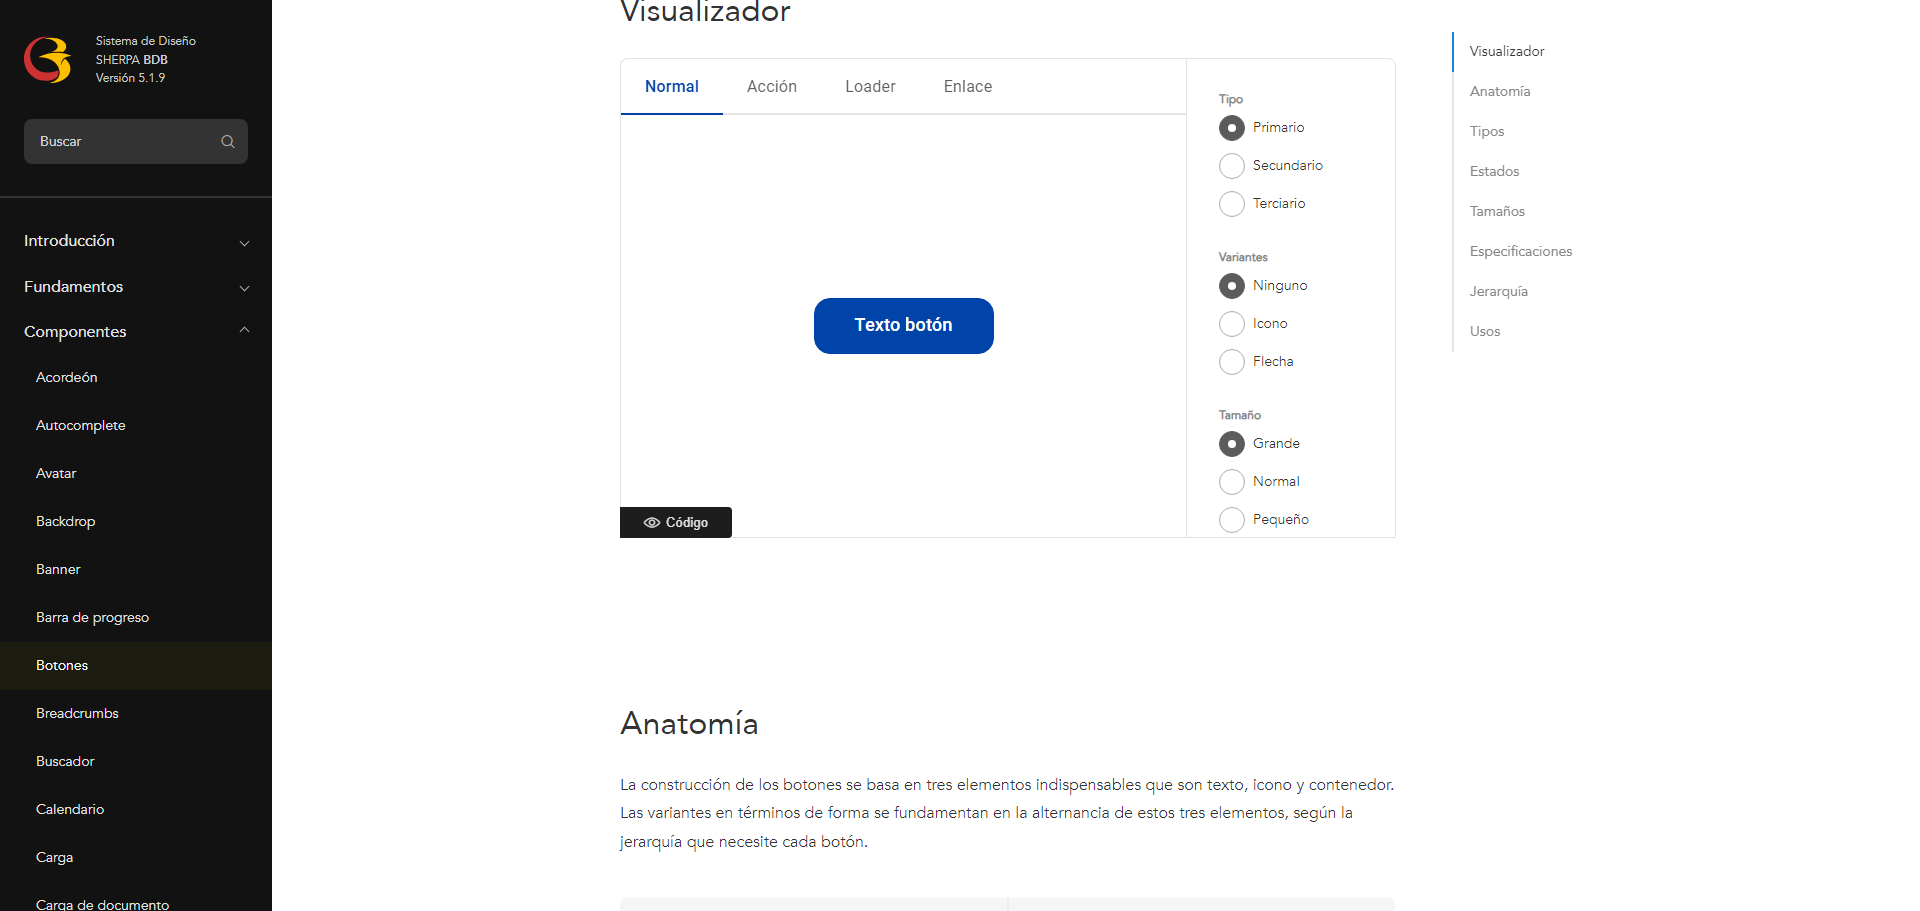 Sistema de Diseño
SHERPA BDB
Versión 5.1.9
Buscar
Introducción
Fundamentos
Componentes
Acordeón
Autocomplete
Avatar
Backdrop
Banner
Barra de progreso
Botones
Breadcrumbs
Buscador
Calendario
Carga
Carga de documento
Visualizador
Normal
Acción
Loader
Enlace
Texto botón
Código
Tipo
Primario
Secundario
Terciario
Variantes
Ninguno
Icono
Flecha
Tamaño
Grande
Normal
Pequeño
Anatomía
La construcción de los botones se basa en tres elementos indispensables que son texto, icono y contenedor.
Las variantes en términos de forma se fundamentan en la alternancia de estos tres elementos, según la
jerarquía que necesite cada botón.
Visualizador
Anatomía
Tipos
Estados
Tamaños
Especificaciones
Jerarquía
Usos